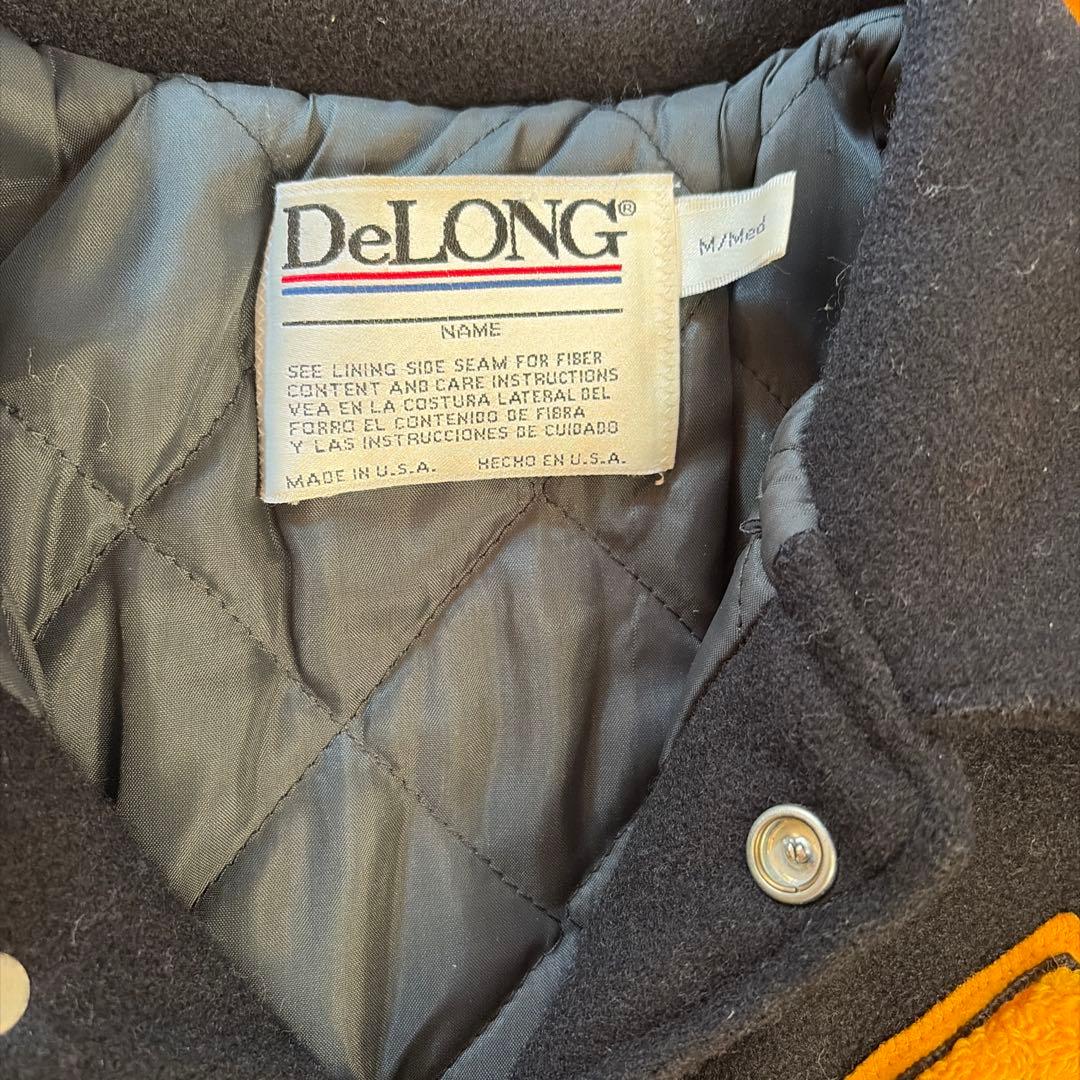 DeLONG®
M/Med
NAME
SEE LINING SIDE SEAM FOR FIBER
CONTENT AND CARE INSTRUCTIONS
VEA EN LA COSTURA LATERAL DEL
FORRO EL CONTENIDO DE FIBRA
Y LAS INSTRUCCIONES DE CUIDADO
MADE IN U.S.A. HECHO EN U.S.A.